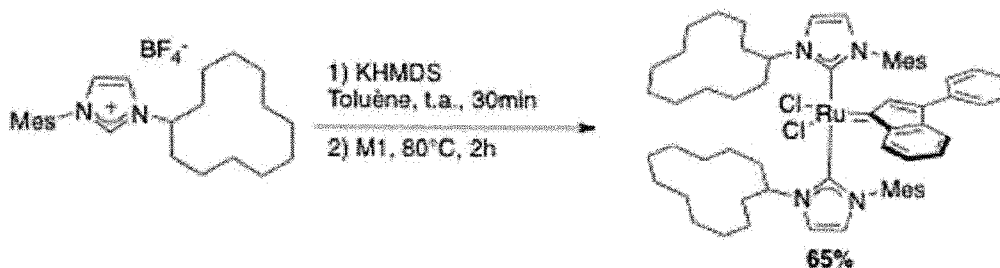 BF4-
Mes
N
+
N
1) KHMDS
Toluène, t.a., 30min
2) M1, 80°C, 2h
N
N
Mes
Cl
Cl
Ru
N
N
Mes
65%